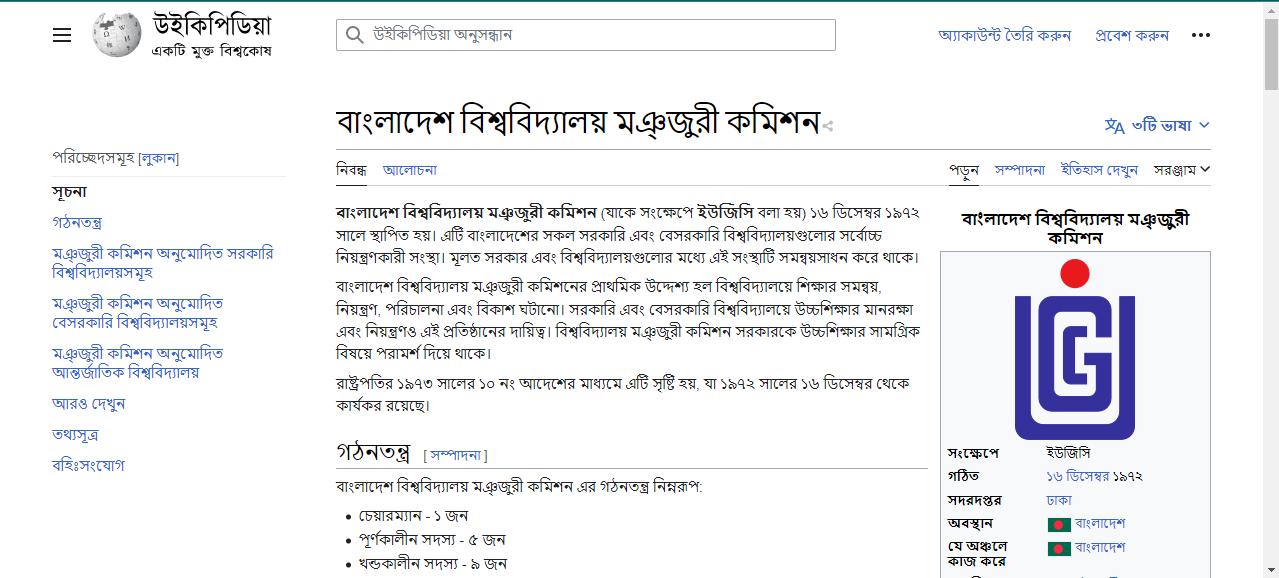 উইকিপিডিয়া
একটি মুক্ত বিশ্বকোষ
উইকিপিডিয়া অনুসন্ধান
অ্যাকাউন্ট তৈরি করুন
প্রবেশ করুন
বাংলাদেশ বিশ্ববিদ্যালয় মঞ্জুরী কমিশন
৩টি ভাষা
পরিচ্ছেদসমূহ [লুকান]
সূচনা
গঠনতন্ত্র
মঞ্জুরী কমিশন অনুমোদিত সরকারি
বিশ্ববিদ্যালয়সমূহ
মঞ্জুরী কমিশন অনুমোদিত
বেসরকারি বিশ্ববিদ্যালয়সমূহ
মঞ্জুরী কমিশন অনুমোদিত
আন্তর্জাতিক বিশ্ববিদ্যালয়
আরও দেখুন
তথ্যসূত্র
বহিঃসংযোগ
নিবন্ধ আলোচনা
পড়ুন সম্পাদনা ইতিহাস দেখুন সরঞ্জাম
বাংলাদেশ বিশ্ববিদ্যালয় মঞ্জুরী কমিশন (যাকে সংক্ষেপে ইউজিসি বলা হয়) ১৬ ডিসেম্বর ১৯৭২
সালে স্থাপিত হয়। এটি বাংলাদেশের সকল সরকারি এবং বেসরকারি বিশ্ববিদ্যালয়গুলোর সর্বোচ্চ
নিয়ন্ত্রণকারী সংস্থা। মূলত সরকার এবং বিশ্ববিদ্যালয়গুলোর মধ্যে এই সংস্থাটি সমন্বয়সাধন করে থাকে।
বাংলাদেশ বিশ্ববিদ্যালয় মঞ্জুরী কমিশনের প্রাথমিক উদ্দেশ্য হল বিশ্ববিদ্যালয়ে শিক্ষার সমন্বয়,
নিয়ন্ত্রণ, পরিচালনা এবং বিকাশ ঘটানো। সরকারি এবং বেসরকারি বিশ্ববিদ্যালয়ে উচ্চশিক্ষার মানরক্ষা
এবং নিয়ন্ত্রণও এই প্রতিষ্ঠানের দায়িত্ব। বিশ্ববিদ্যালয় মঞ্জুরী কমিশন সরকারকে উচ্চশিক্ষার সামগ্রিক
বিষয়ে পরামর্শ দিয়ে থাকে।
রাষ্ট্রপতির ১৯৭৩ সালের ১০ নং আদেশের মাধ্যমে এটি সৃষ্টি হয়, যা ১৯৭২ সালের ১৬ ডিসেম্বর থেকে
কার্যকর রয়েছে।
গঠনতন্ত্র [ সম্পাদনা ]
বাংলাদেশ বিশ্ববিদ্যালয় মঞ্জুরী কমিশন এর গঠনতন্ত্র নিম্নরূপ:
• চেয়ারম্যান - ১ জন
• পূর্ণকালীন সদস্য - ৫ জন
• খন্ডকালীন সদস্য - ৯ জন
বাংলাদেশ বিশ্ববিদ্যালয় মঞ্জুরী
কমিশন
সংক্ষেপে ইউজিসি
গঠিত ১৬ ডিসেম্বর ১৯৭২
সদরদপ্তর ঢাকা
অবস্থান বাংলাদেশ
যে অঞ্চলে বাংলাদেশ
কাজ করে